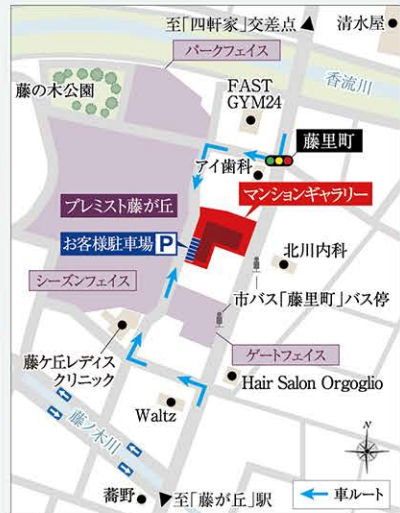 至「四軒家」交差点
清水屋
パークフェイス
香流川
藤の木公園
FAST
GYM24
藤里町
アイ歯科
プレミスト藤が丘
マンションギャラリー
お客様駐車場 P
北川内科
シーズンフェイス
市バス「藤里町」バス停
ゲートフェイス
藤ケ丘レディス
クリニック
Hair Salon Orgoglio
Waltz
藤ノ木川
N
蕎野
至「藤が丘」駅
車ルート